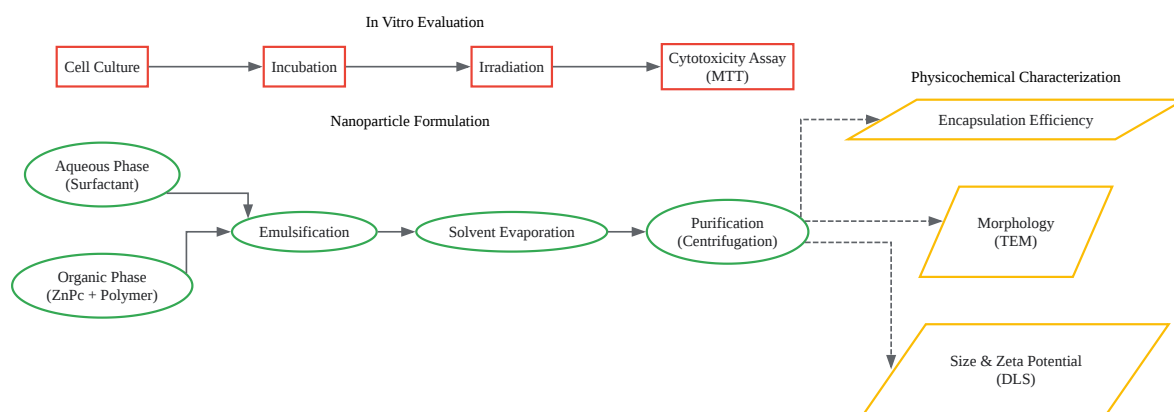 In Vitro Evaluation
Cell Culture
Incubation
Irradiation
Cytotoxicity Assay
(MTT)
Physicochemical Characterization
Encapsulation Efficiency
Nanoparticle Formulation
Aqueous Phase
(Surfactant)
Organic Phase
(ZnPc + Polymer)
Emulsification
Solvent Evaporation
Purification
(Centrifugation)
Morphology
(TEM)
Size & Zeta Potential
(DLS)